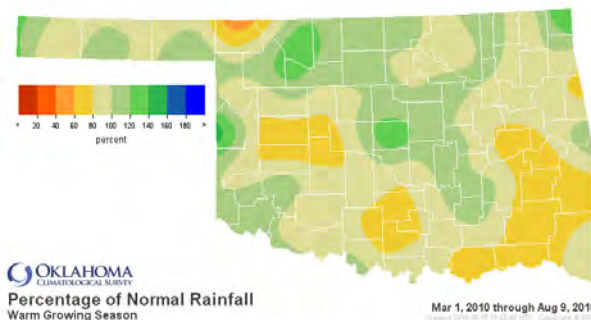 < 20 40 60 80 100 120 140 160 180 >
percent
OKLAHOMA
CLIMATOLOGICAL SURVEY
Percentage of Normal Rainfall
Warm Growing Season
Mar 1, 2010 through Aug 9, 2010